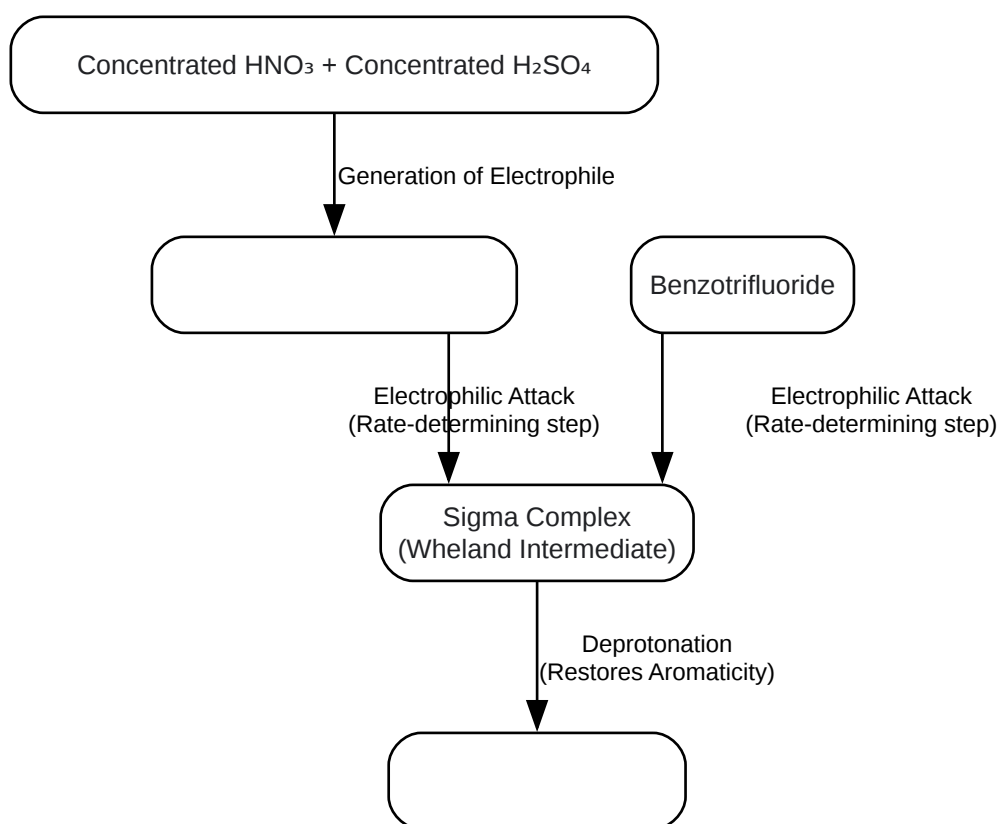 Concentrated HNO₃ + Concentrated H₂SO₄
Generation of Electrophile
Benzotrifluoride
Electrophilic Attack
(Rate-determining step)
Electrophilic Attack
(Rate-determining step)
Sigma Complex
(Wheland Intermediate)
Deprotonation
(Restores Aromaticity)